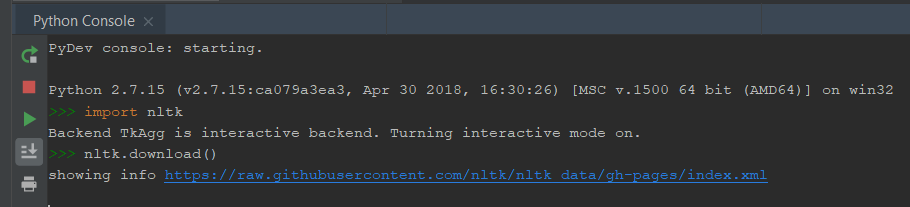 Python Console ×
PyDev console: starting.
Python 2.7.15 (v2.7.15:ca079a3ea3, Apr 30 2018, 16:30:26) [MSC v.1500 64 bit (AMD64)] on win32
>>> import nltk
Backend TkAgg is interactive backend. Turning interactive mode on.
>>> nltk.download()
showing info https://raw.githubusercontent.com/nltk/nltk_data/gh-pages/index.xml